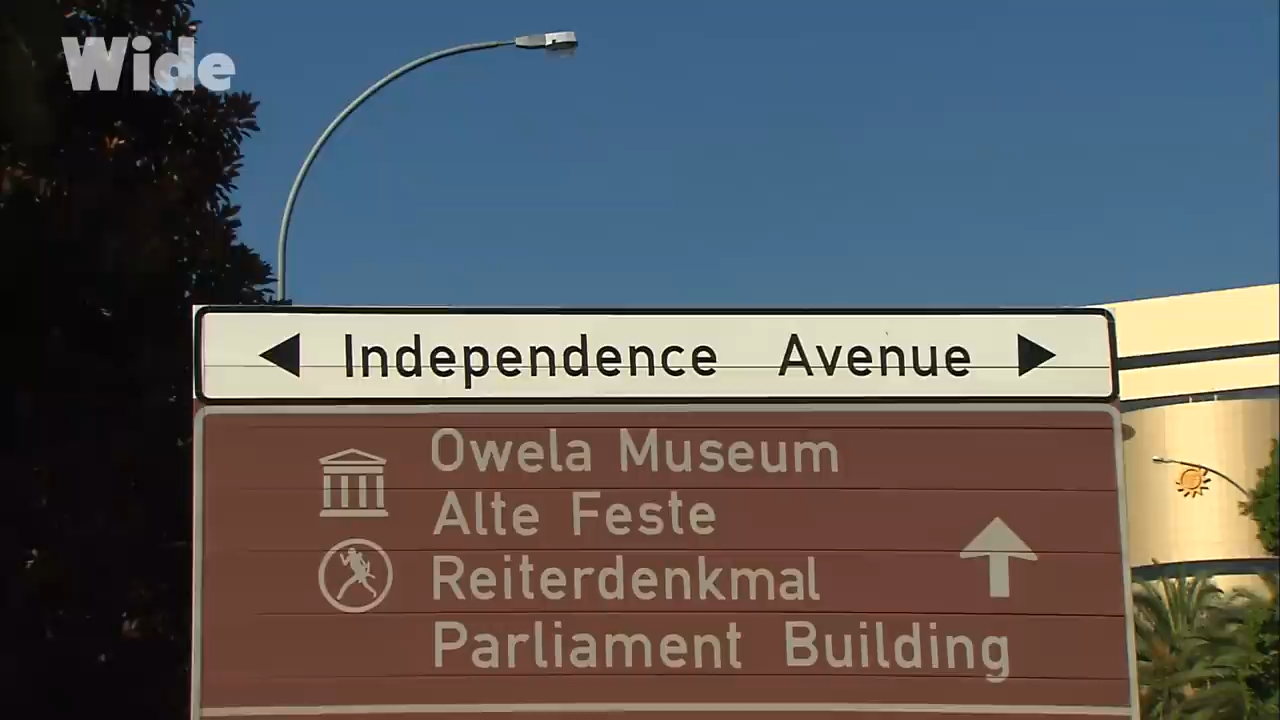 Wide
Independence Avenue
Owela Museum
Alte Feste
Reiterdenkmal
Parliament Building